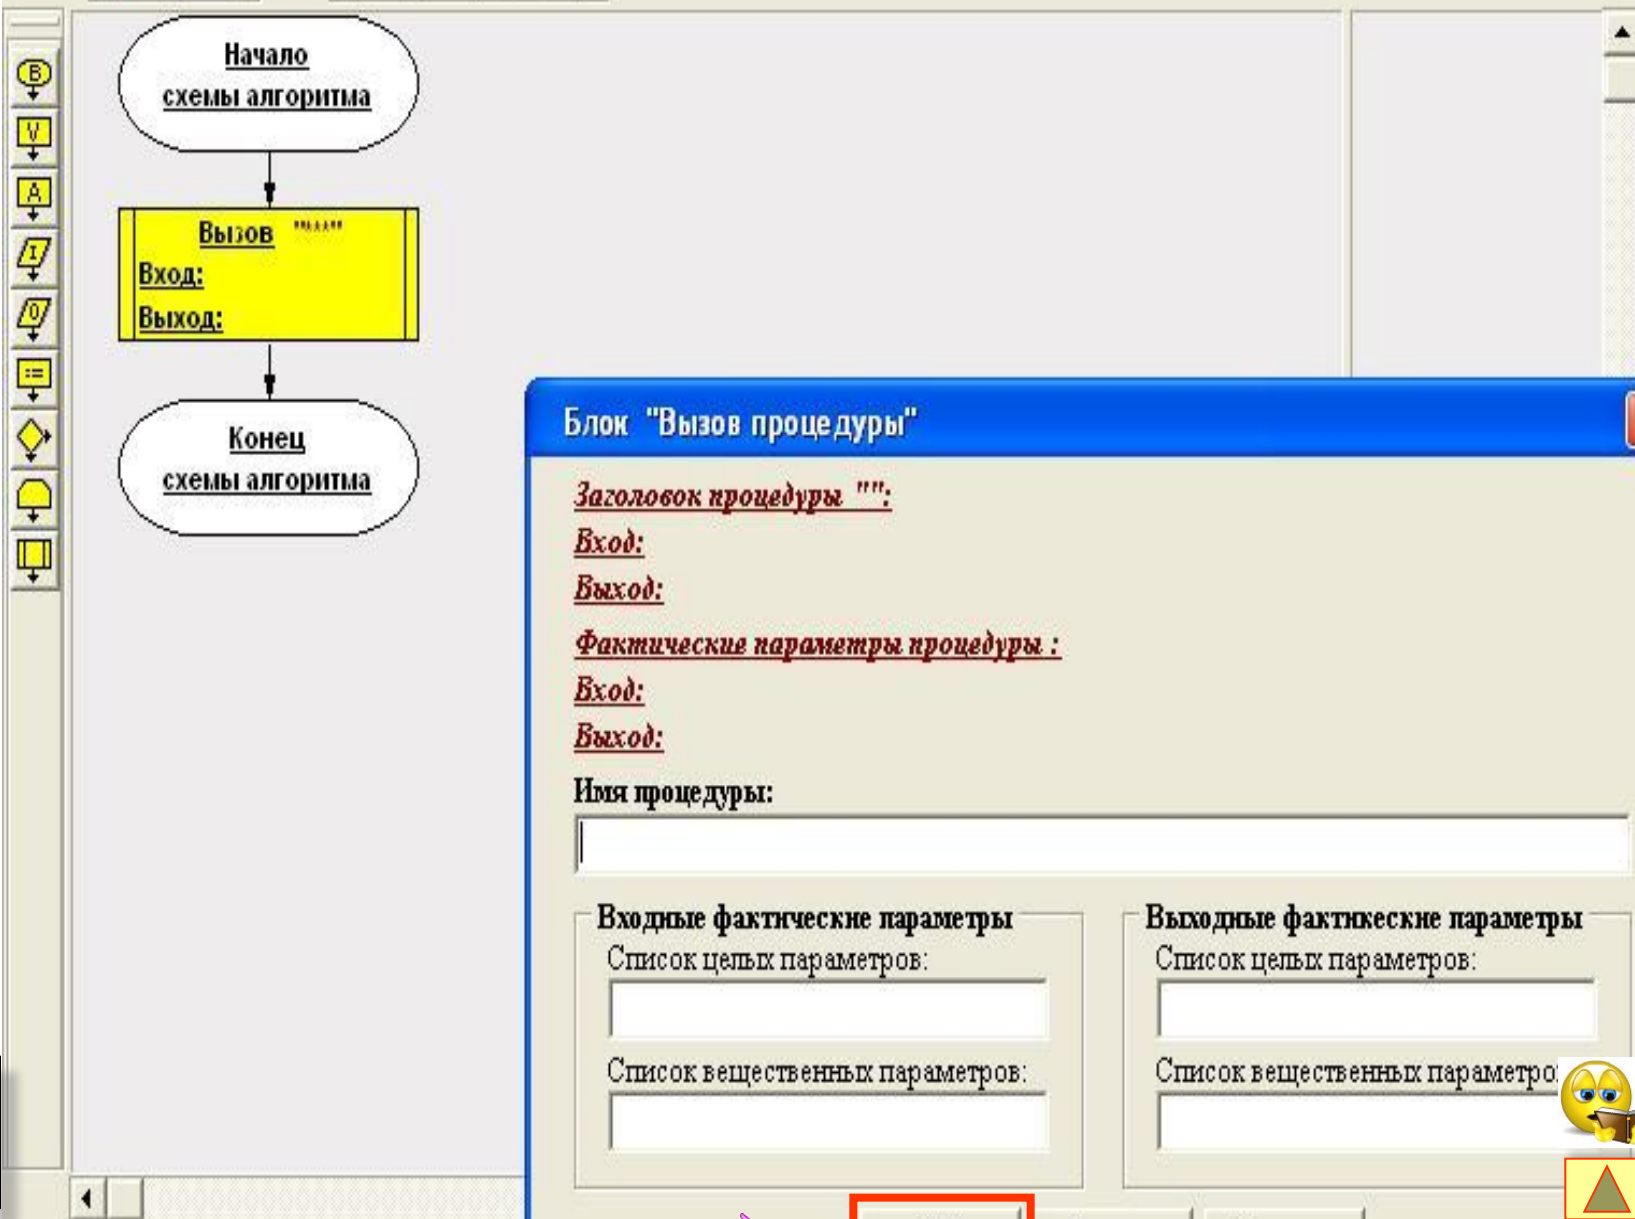 Начало
схемы алгоритма
Вызов "***"
Вход:
Выход:
Конец
схемы алгоритма
B
V
A
I
O
:=
Блок "Вызов процедуры"
Заголовок процедуры "":
Вход:
Выход:
Фактические параметры процедуры :
Вход:
Выход:
Имя процедуры:
Входные фактические параметры
Список целых параметров:
Список вещественных параметров:
Выходные фактикеские параметры
Список целых параметров:
Список вещественных параметро